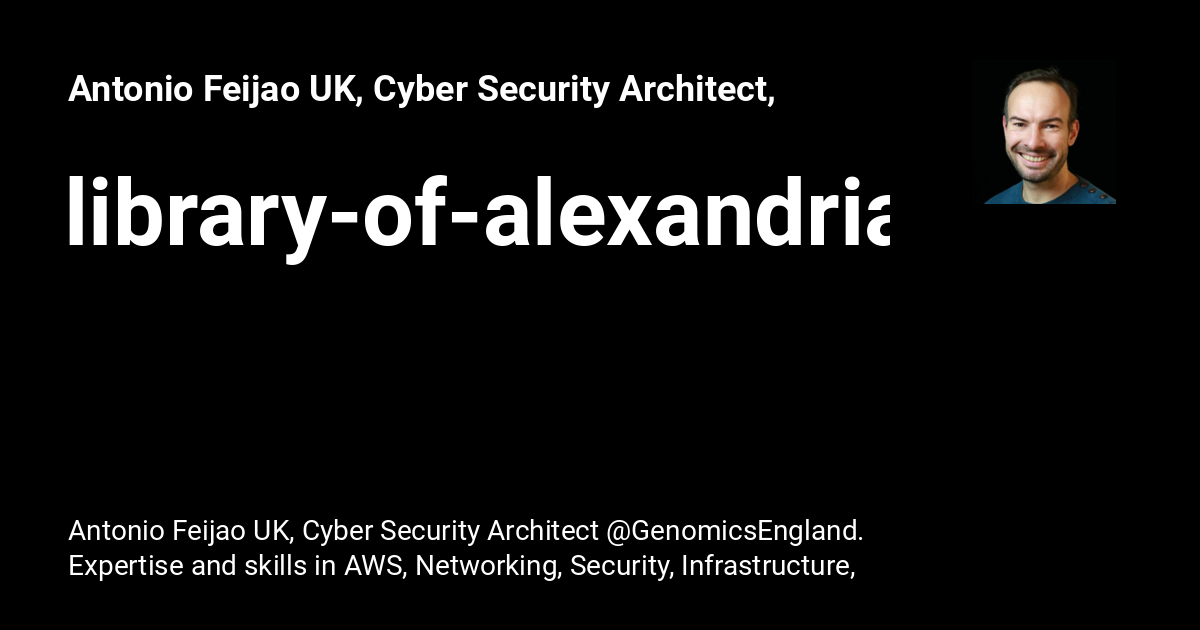 Antonio Feijao UK, Cyber Security Architect,
library-of-alexandria
Antonio Feijao UK, Cyber Security Architect @GenomicsEngland.
Expertise and skills in AWS, Networking, Security, Infrastructure,